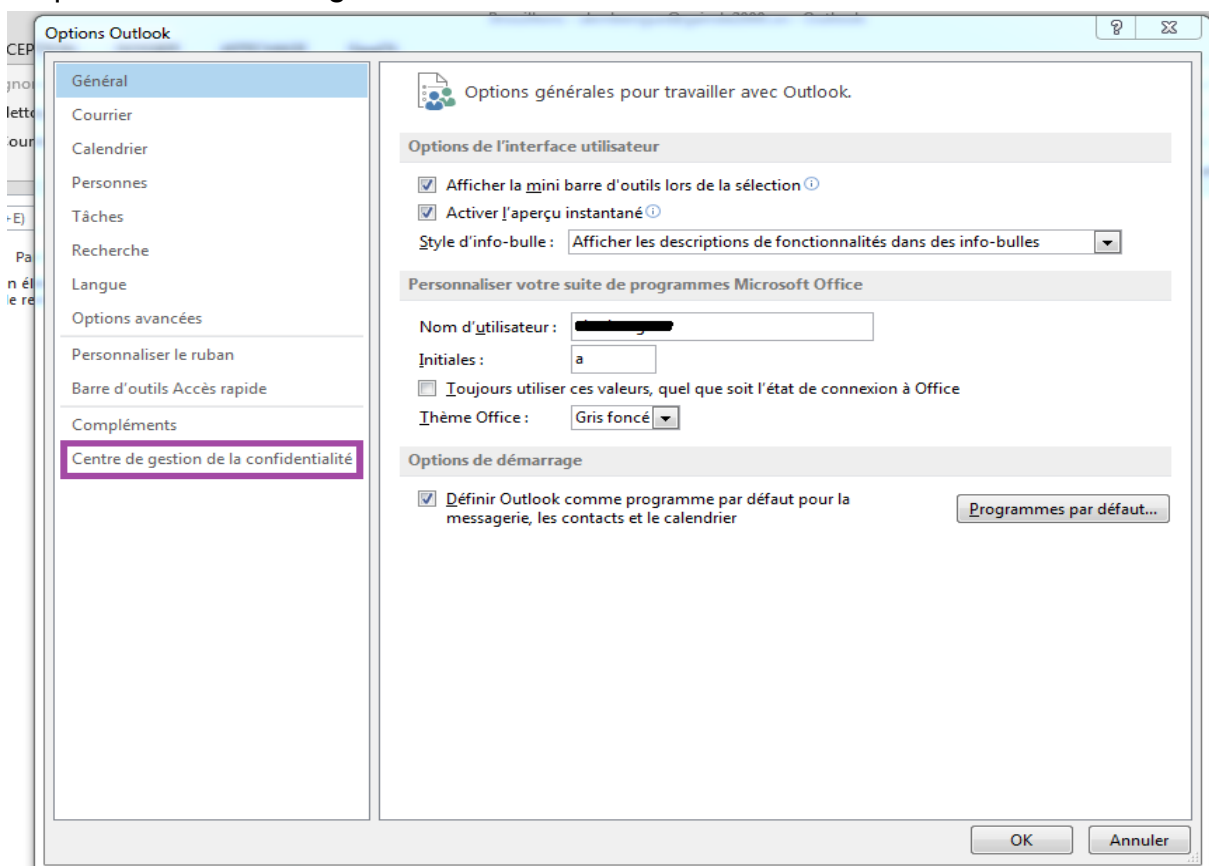 Options Outlook
Général
Courrier
Calendrier
Personnes
Tâches
Recherche
Langue
Options avancées
Personnaliser le ruban
Barre d'outils Accès rapide
Compléments
Centre de gestion de la confidentialité
Options générales pour travailler avec Outlook.
Options de l'interface utilisateur
Afficher la mini barre d'outils lors de la sélection
Activer l'aperçu instantané
Style d'info-bulle : Afficher les descriptions de fonctionnalités dans des info-bulles
Personnaliser votre suite de programmes Microsoft Office
Nom d'utilisateur :
Initiales : a
Toujours utiliser ces valeurs, quel que soit l'état de connexion à Office
Thème Office : Gris foncé
Options de démarrage
Définir Outlook comme programme par défaut pour la
messagerie, les contacts et le calendrier
Programmes par défaut...
OK Annuler